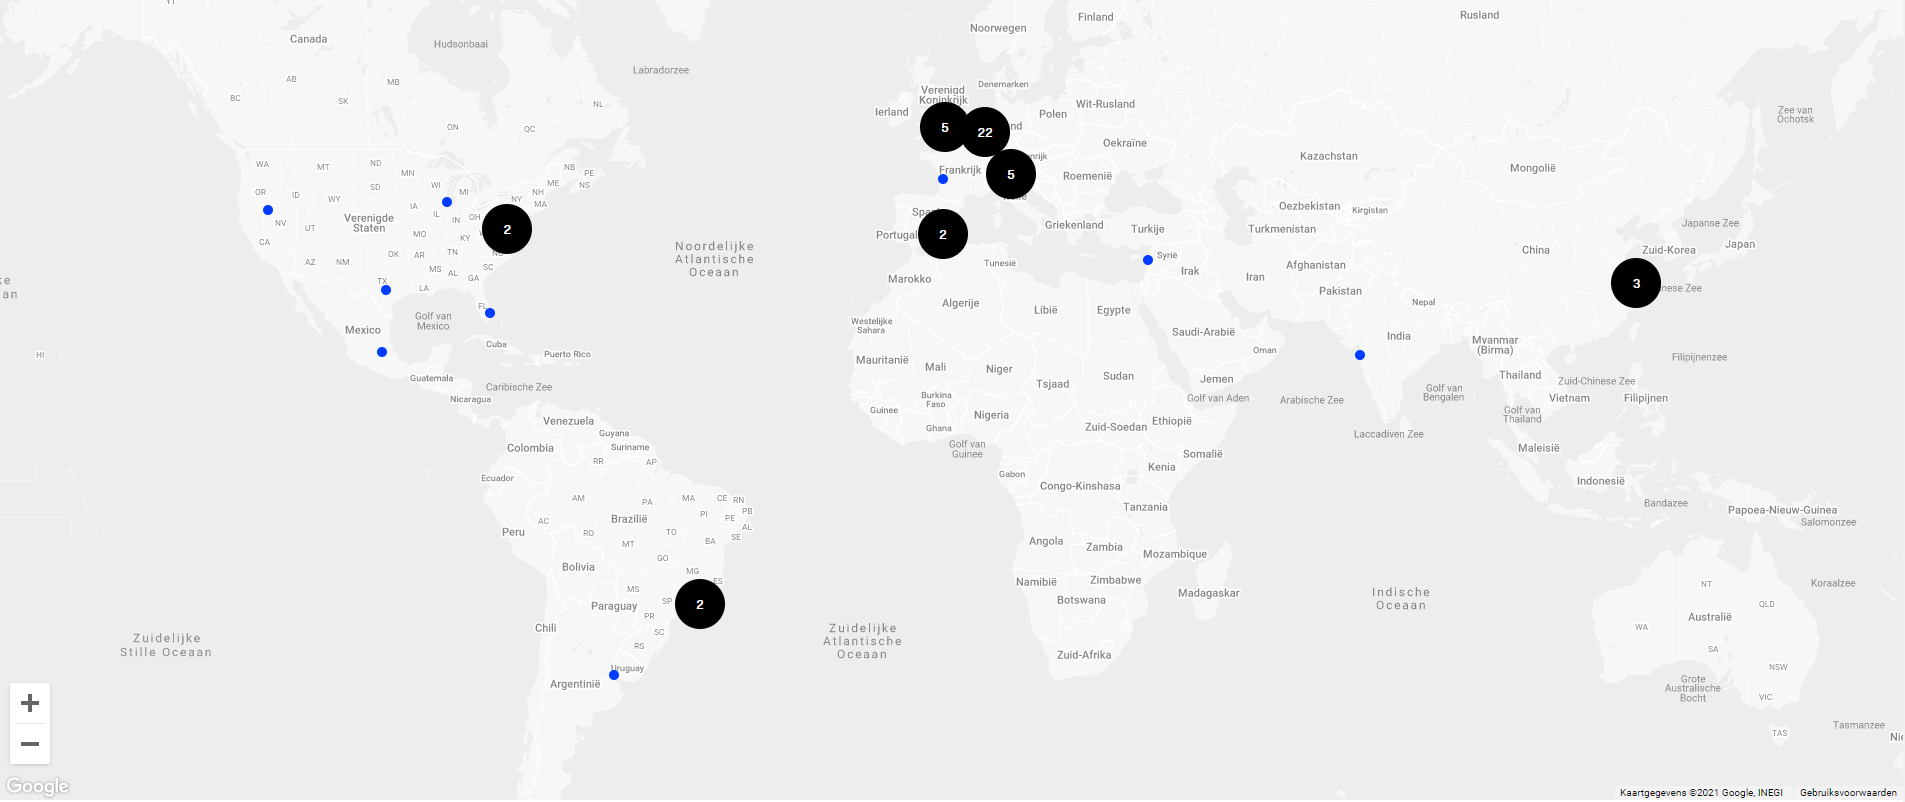 YT
Canada
Hudsonbaai
Labradorzee
AB
MB
BC
SK
NL
ON
QC
WA
MT
ND
MN
NB
PE
OR
ID
SD
WI
MI
ME
NS
WY
IA
NH
NY
MA
NV
UT
Verenigde
Staten
IL
IN
OH
CA
MO
KY
2
AZ
NM
OK
AR
TN
MS
AL
SC
TX
LA
GA
FL
Golf van
Mexico
Mexico
Cuba
Puerto Rico
HI
Guatemala
Caribische Zee
Nicaragua
Noordelijke
Atlantische
Oceaan
Venezuela
Guyana
Colombia
Suriname
RR
AP
Ecuador
AM
PA
MA
CE
RN
PB
PI
PE
AL
Brazilië
AC
TO
SE
Peru
RO
MT
BA
GO
Bolivia
MG
ES
MS
Paraguay
SP
2
PR
Chili
SC
RS
Uruguay
Argentinië
Zuidelijke
Stille Oceaan
Zuidelijke
Atlantische
Oceaan
Noorwegen
Finland
Rusland
Denemarken
Verenigd
Koninkrijk
Ierland
Polen
Wit-Rusland
5
22
Oekraïne
Frankrijk
5
Roemenië
Portugal
2
Griekenland
Turkije
Tunesië
Syrië
Marokko
Irak
Iran
Algerije
Libië
Egypte
Westelijke
Sahara
Saudi-Arabië
Oman
Mauritanië
Mali
Niger
Tsjaad
Sudan
Jemen
Golf van Aden
Burkina
Faso
Guinee
Ghana
Nigeria
Zuid-Soedan
Ethiopië
Golf van
Guinee
Somalië
Gabon
Kenia
Congo-Kinshasa
Tanzania
Angola
Zambia
Mozambique
Namibië
Zimbabwe
Botswana
Madagaskar
Zuid-Afrika
Kazachstan
Mongolië
Oezbekistan
Kirgistan
Turkmenistan
Afghanistan
Pakistan
Nepal
India
China
Zee van
Ochotsk
Japanse Zee
Zuid-Korea
Japan
3
nese Zee
Myanmar
(Birma)
Filipijnenzee
Thailand
Zuid-Chinese Zee
Golf van
Bengalen
Arabische Zee
Vietnam
Filipijnen
Golf van
Thailand
Laccadiven Zee
Maleisië
Indonesië
Bandazee
Papoea-Nieuw-Guinea
Salomonzee
Indische
Oceaan
Koraalzee
NT
QLD
Australië
WA
SA
NSW
Grote
Australische
Bocht
VIC
Tasmanzee
TAS
Google
Kaartgegevens ©2021 Google, INEGI
Gebruiksvoorwaarden